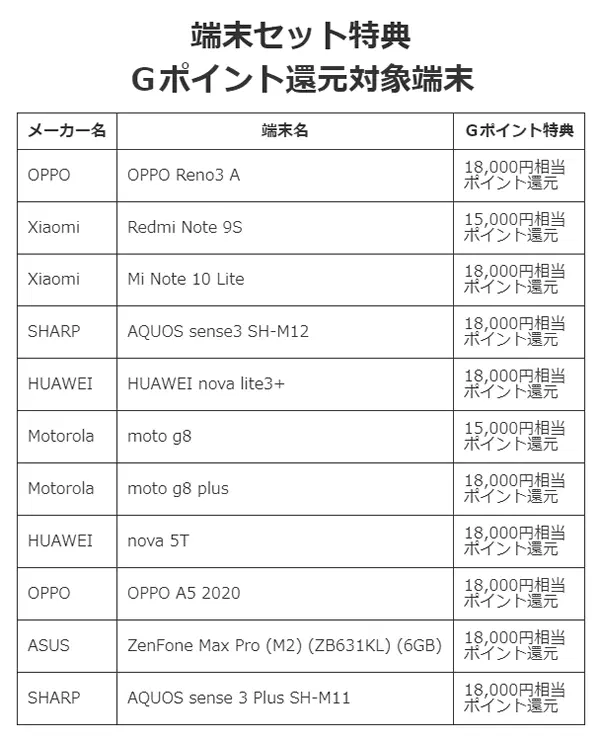 端末セット特典
Gポイント還元対象端末
メーカー名 端末名 Gポイント特典
OPPO OPPO Reno3 A 18,000円相当
ポイント還元
Xiaomi Redmi Note 9S 15,000円相当
ポイント還元
Xiaomi Mi Note 10 Lite 18,000円相当
ポイント還元
SHARP AQUOS sense3 SH-M12 18,000円相当
ポイント還元
HUAWEI HUAWEI nova lite3+ 18,000円相当
ポイント還元
Motorola moto g8 15,000円相当
ポイント還元
Motorola moto g8 plus 18,000円相当
ポイント還元
HUAWEI nova 5T 18,000円相当
ポイント還元
OPPO OPPO A5 2020 18,000円相当
ポイント還元
ASUS ZenFone Max Pro (M2) (ZB631KL) (6GB) 18,000円相当
ポイント還元
SHARP AQUOS sense 3 Plus SH-M11 18,000円相当
ポイント還元